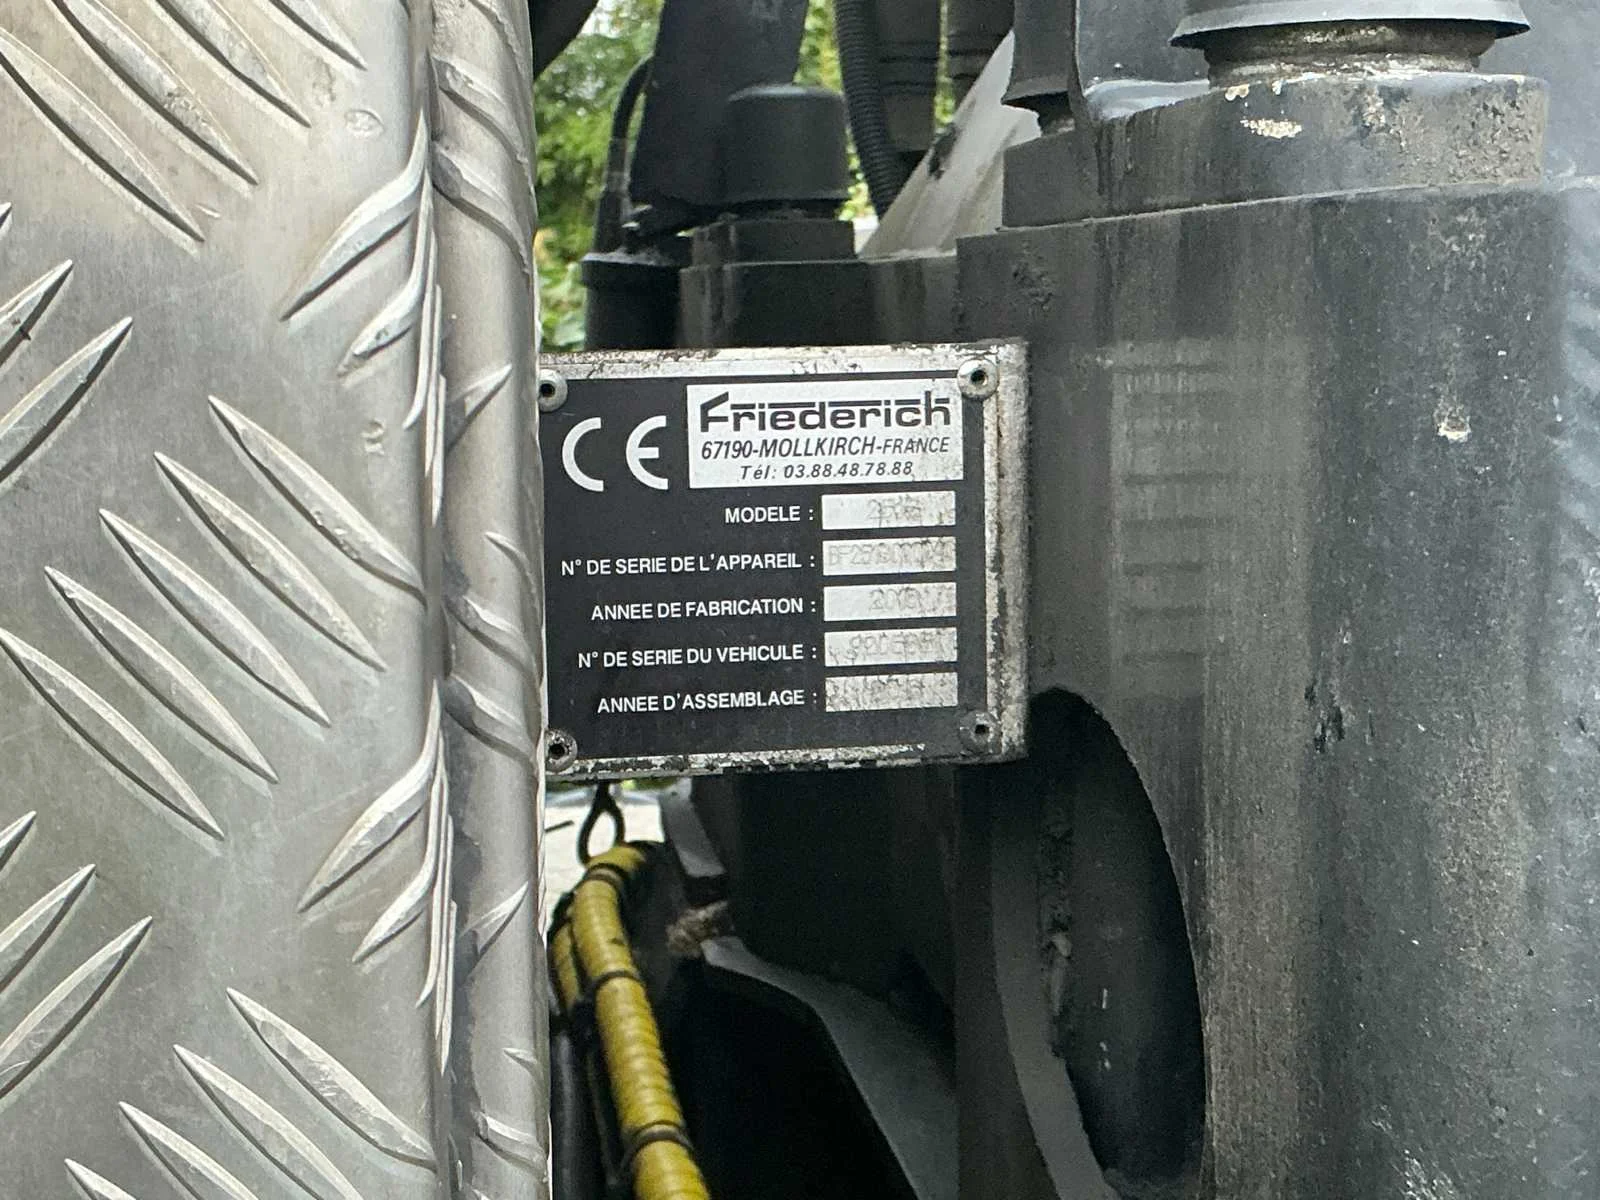 CE
Friederich
67190-MOLLKIRCH-FRANCE
Tél: 03.88.48.78.88
MODELE :
N° DE SERIE DE L'APPAREIL :
ANNEE DE FABRICATION :
N° DE SERIE DU VEHICULE :
ANNEE D'ASSEMBLAGE :